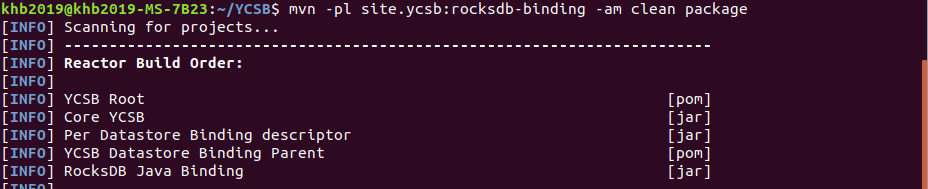 khb2019@khb2019-MS-7B23:~/YCSB$ mvn -pl site.ycsb:rocksdb-binding -am clean package
[INFO] Scanning for projects...
[INFO] ------------------------------------------------------------------------
[INFO] Reactor Build Order:
[INFO]
[INFO] YCSB Root [pom]
[INFO] Core YCSB [jar]
[INFO] Per Datastore Binding descriptor [jar]
[INFO] YCSB Datastore Binding Parent [pom]
[INFO] RocksDB Java Binding [jar]
[INFO]